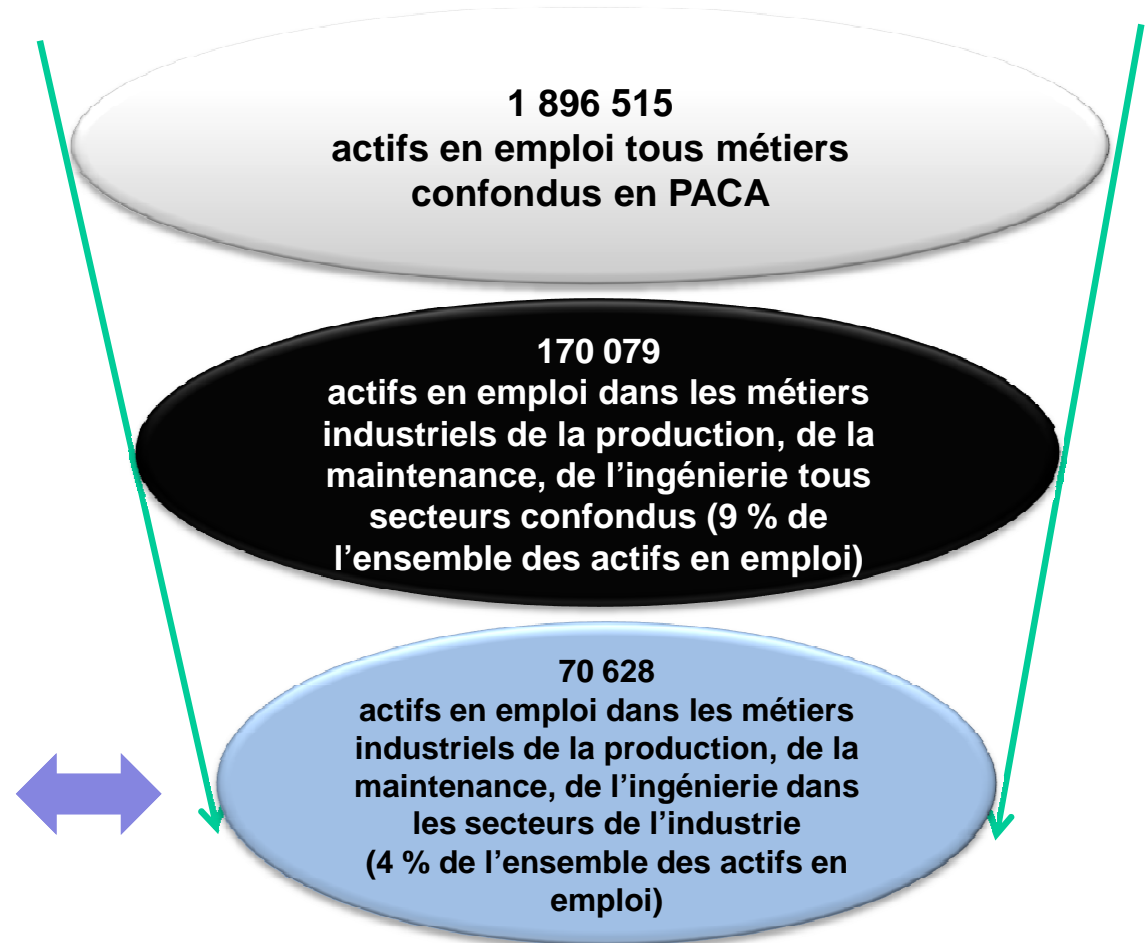 1 896 515
actifs en emploi tous métiers
confondus en PACA
170 079
actifs en emploi dans les métiers
industriels de la production, de la
maintenance, de l’ingénierie tous
secteurs confondus (9 % de
l’ensemble des actifs en emploi)
70 628
actifs en emploi dans les métiers
industriels de la production, de la
maintenance, de l’ingénierie dans
les secteurs de l’industrie
(4 % de l’ensemble des actifs en
emploi)